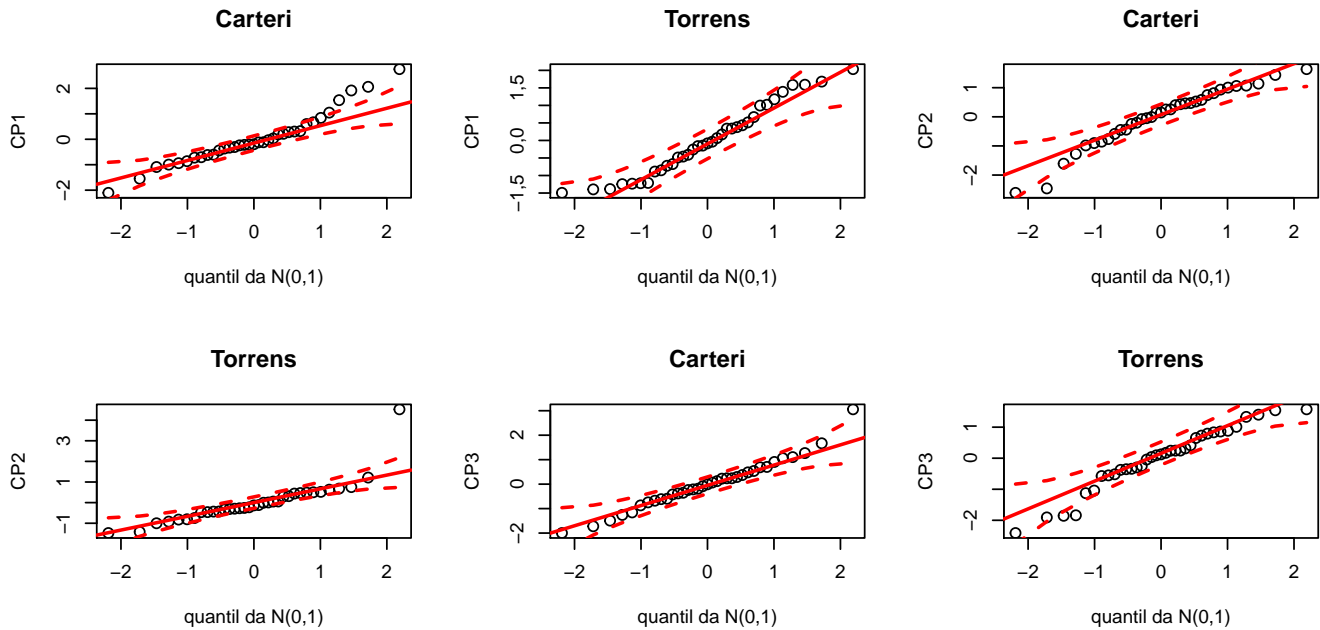 Carteri
CP1
−2 0 2
−2 −1 0 1 2
quantil da N(0,1)
Torrens
CP1
−1,5 0,0 1,5
−2 −1 0 1 2
quantil da N(0,1)
Carteri
CP2
−2 0 2
−2 −1 0 1 2
quantil da N(0,1)
Torrens
CP2
−1 1 3
−2 −1 0 1 2
quantil da N(0,1)
Carteri
CP3
−2 0 2
−2 −1 0 1 2
quantil da N(0,1)
Torrens
CP3
−2 0 2
−2 −1 0 1 2
quantil da N(0,1)